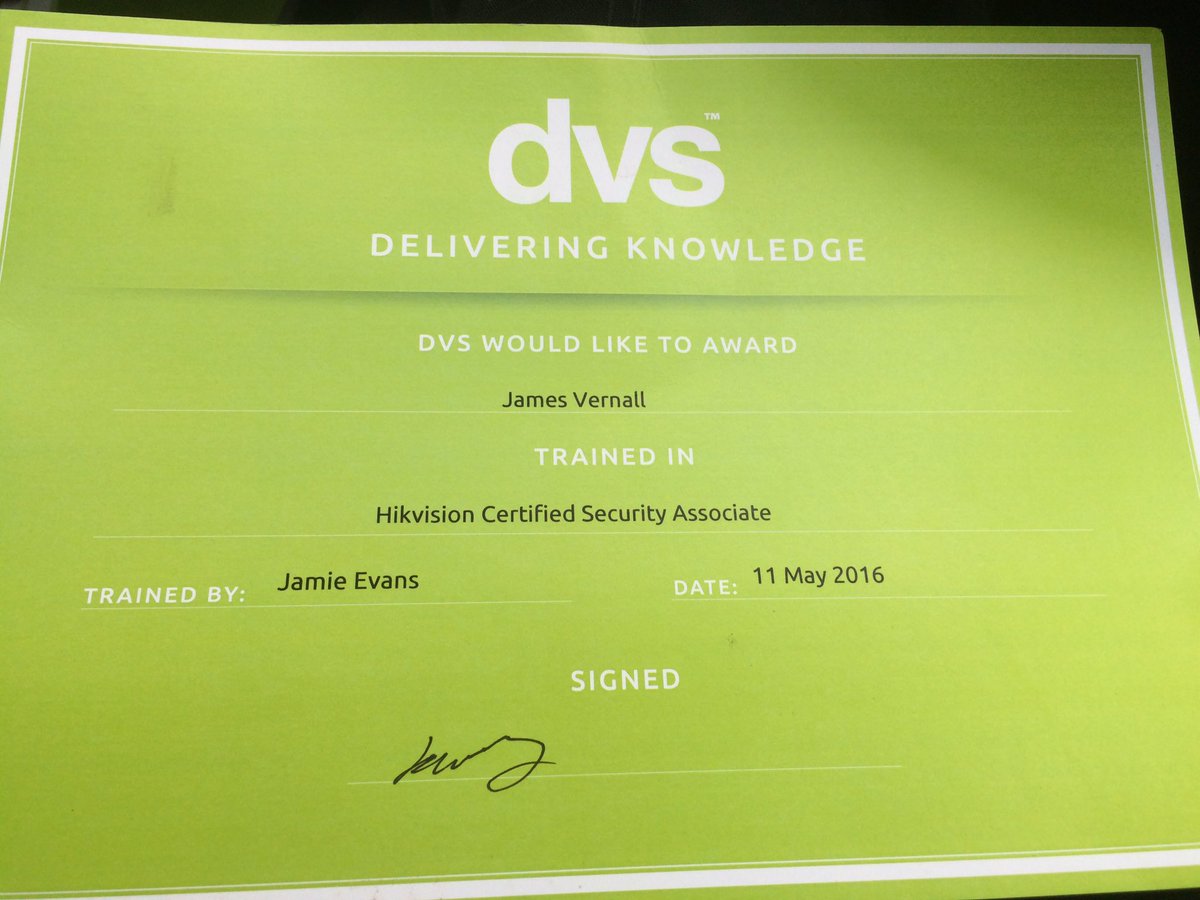 dvs™
DELIVERING KNOWLEDGE
DVS WOULD LIKE TO AWARD
James Vernall
TRAINED IN
Hikvision Certified Security Associate
TRAINED BY: Jamie Evans DATE: 11 May 2016
SIGNED